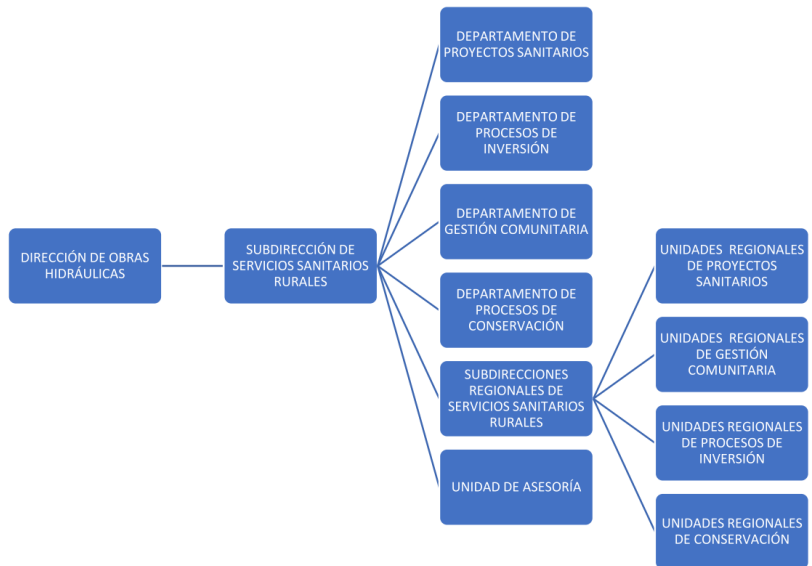 DIRECCIÓN DE OBRAS
HIDRÁULICAS
SUBDIRECCIÓN DE
SERVICIOS SANITARIOS
RURALES
DEPARTAMENTO DE
PROYECTOS SANITARIOS
DEPARTAMENTO DE
PROCESOS DE
INVERSIÓN
DEPARTAMENTO DE
GESTIÓN COMUNITARIA
DEPARTAMENTO DE
PROCESOS DE
CONSERVACIÓN
SUBDIRECCIONES
REGIONALES DE
SERVICIOS SANITARIOS
RURALES
UNIDAD DE ASESORÍA
UNIDADES  REGIONALES
DE PROYECTOS
SANITARIOS
UNIDADES  REGIONALES
DE GESTIÓN
COMUNITARIA
UNIDADES REGIONALES
DE PROCESOS DE
INVERSIÓN
UNIDADES REGIONALES
DE CONSERVACIÓN